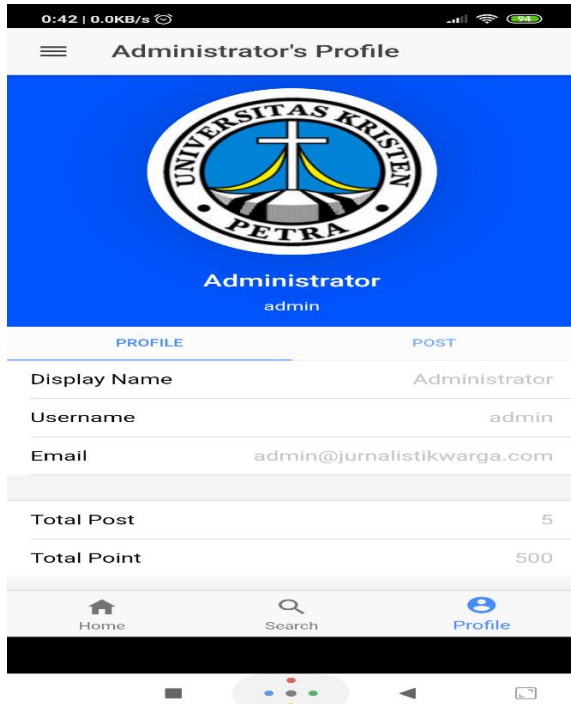 0:42 | 0.0KB/s
94
Administrator's Profile
UNIVERSITAS KRISTEN
PETRA
Administrator
admin
PROFILE POST
Display Name Administrator
Username admin
Email admin@jurnalistikwarga.com
Total Post 5
Total Point 500
Home Search Profile